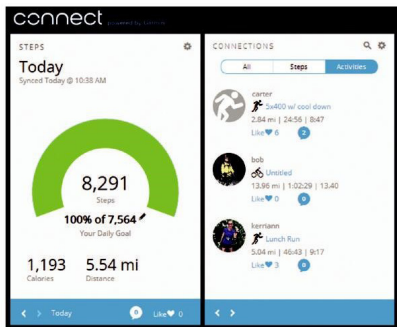 connect powered by Garmin
STEPS
Today
Synced Today @ 10:38 AM
8,291
Steps
100% of 7,564
Your Daily Goal
1,193
Calories
5.54 mi
Distance
Today
0
Like 0
CONNECTIONS
All Steps Activities
carter
5x400 w/ cool down
2.84 mi | 24:56 | 8:47
Like 6 2
bob
Untitled
13.96 mi | 1:02:29 | 13.40
Like 0 0
kerriann
Lunch Run
5.04 mi | 46:43 | 9:17
Like 3 0